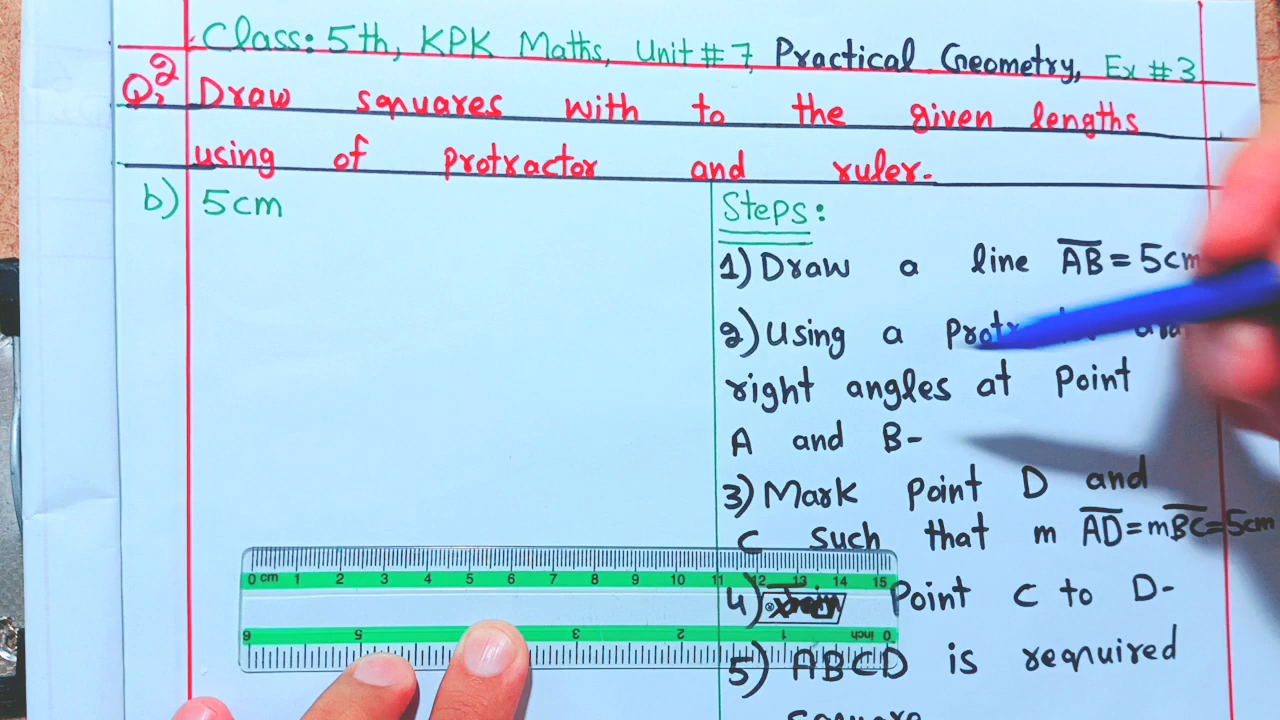 Class: 5th, KPK Maths, Unit # 7, Practical Geometry, Ex # 3
Q2, Draw squares with to the given lengths
using of protractor and ruler.
b) 5cm
Steps:
1) Draw a line AB = 5cm
2) Using a
right angles at Point
A and B-
3) Mark Point D and
C such that m AD = mBC = 5cm
4) Point C to D-
5) ABCD is required
square
0 cm 1 2 3 4 5 6 7 8 9 10 11 12 13 14 15
6 5 3 2 1 inch 0